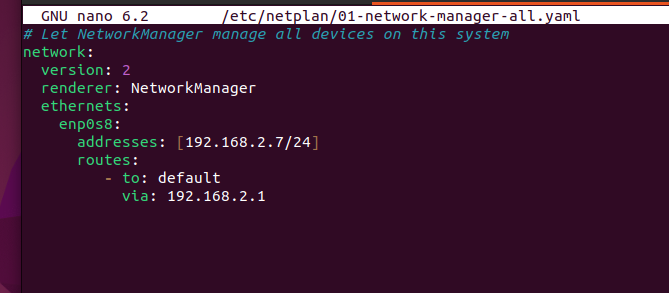 GNU nano 6.2 /etc/netplan/01-network-manager-all.yaml
# Let NetworkManager manage all devices on this system
network:
  version: 2
  renderer: NetworkManager
  ethernets:
    enp0s8:
      addresses: [192.168.2.7/24]
      routes:
         - to: default
           via: 192.168.2.1